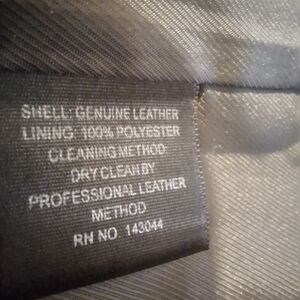 SHELL: GENUINE LEATHER
LINING: 100% POLYESTER
CLEANING METHOD:
DRY CLEAN BY
PROFESSIONAL LEATHER
METHOD
RN NO. 143044